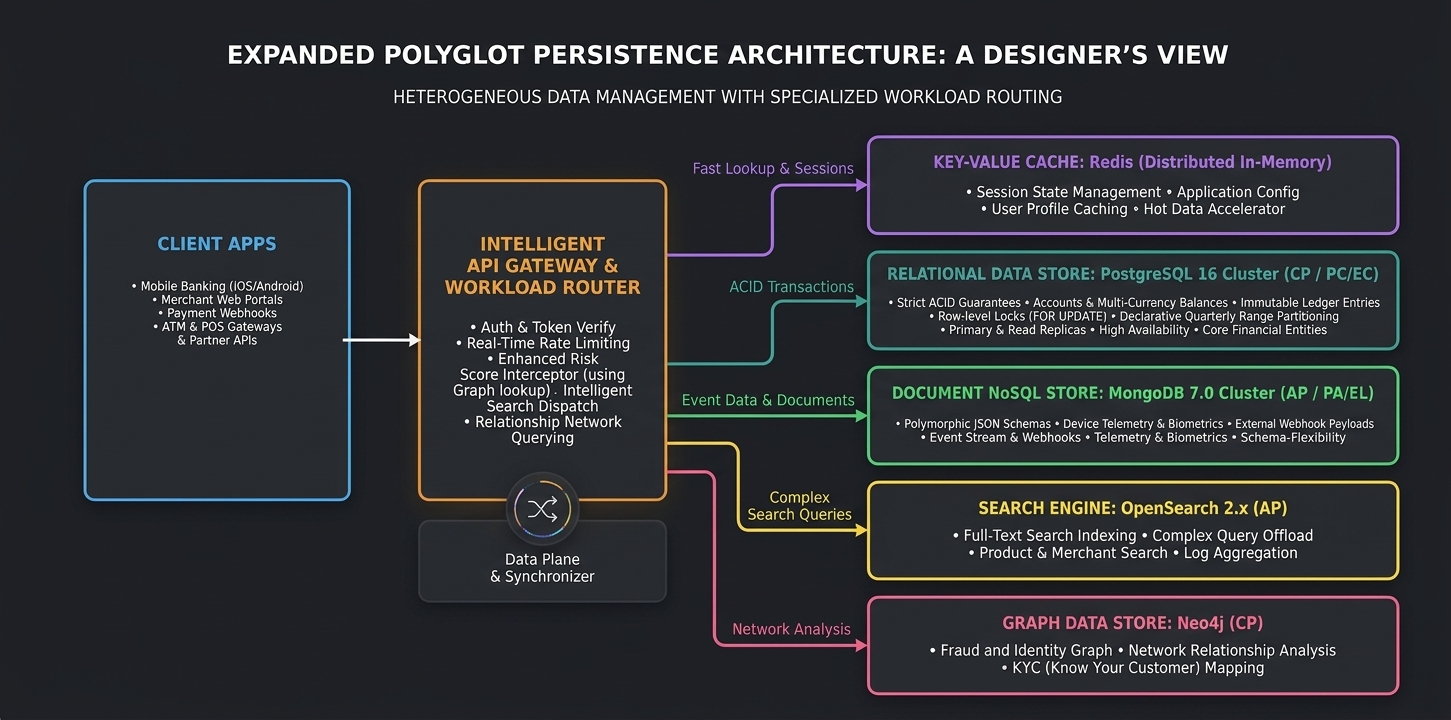 EXPANDED POLYGLOT PERSISTENCE ARCHITECTURE: A DESIGNER’S VIEW
HETEROGENEOUS DATA MANAGEMENT WITH SPECIALIZED WORKLOAD ROUTING
CLIENT APPS
• Mobile Banking (iOS/Android)
• Merchant Web Portals
• Payment Webhooks
• ATM & POS Gateways
& Partner APIs
INTELLIGENT
API GATEWAY &
WORKLOAD ROUTER
• Auth & Token Verify
• Real-Time Rate Limiting
• Enhanced Risk
Score Interceptor (using
Graph lookup) · Intelligent
Search Dispatch
• Relationship Network
Querying
Data Plane
& Synchronizer
Fast Lookup & Sessions
KEY-VALUE CACHE: Redis (Distributed In-Memory)
• Session State Management • Application Config
• User Profile Caching • Hot Data Accelerator
ACID Transactions
RELATIONAL DATA STORE: PostgreSQL 16 Cluster (CP / PC/EC)
• Strict ACID Guarantees • Accounts & Multi-Currency Balances • Immutable Ledger Entries
• Row-level Locks (FOR UPDATE) • Declarative Quarterly Range Partitioning
• Primary & Read Replicas • High Availability • Core Financial Entities
Event Data & Documents
DOCUMENT NoSQL STORE: MongoDB 7.0 Cluster (AP / PA/EL)
• Polymorphic JSON Schemas • Device Telemetry & Biometrics • External Webhook Payloads
• Event Stream & Webhooks • Telemetry & Biometrics • Schema-Flexibility
Complex
Search Queries
SEARCH ENGINE: OpenSearch 2.x (AP)
• Full-Text Search Indexing • Complex Query Offload
• Product & Merchant Search • Log Aggregation
Network Analysis
GRAPH DATA STORE: Neo4j (CP)
• Fraud and Identity Graph • Network Relationship Analysis
• KYC (Know Your Customer) Mapping